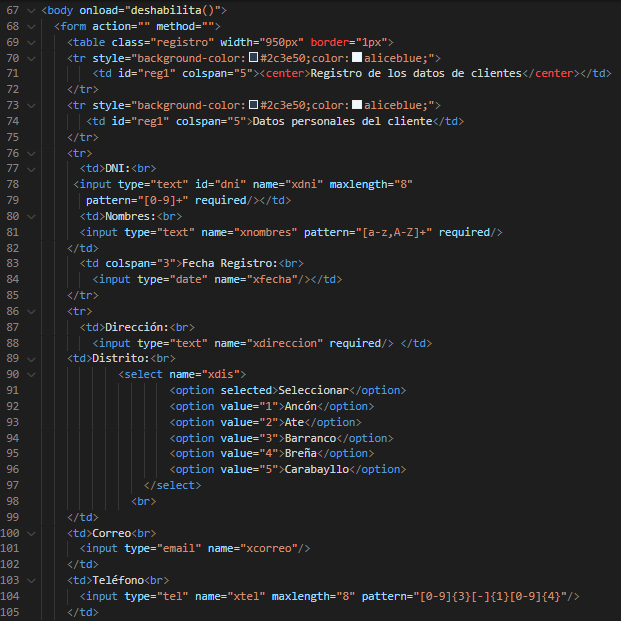 67 <body onload="deshabilita()">
68 <form action="" method="">
69 <table class="registro" width="950px" border="1px">
70 <tr style="background-color:#2c3e50;color:aliceblue;">
71 <td id="reg1" colspan="5"><center>Registro de los datos de clientes</center></td>
72 </tr>
73 <tr style="background-color:#2c3e50;color:aliceblue;">
74 <td id="reg1" colspan="5">Datos personales del cliente</td>
75 </tr>
76 <tr>
77 <td>DNI:<br>
78 <input type="text" id="dni" name="xdni" maxlength="8"
79 pattern="[0-9]+" required/></td>
80 <td>Nombres:<br>
81 <input type="text" name="xnombres" pattern="[a-z,A-Z]+" required/>
82 </td>
83 <td colspan="3">Fecha Registro:<br>
84 <input type="date" name="xfecha"/></td>
85 </tr>
86 <tr>
87 <td>Dirección:<br>
88 <input type="text" name="xdireccion" required/> </td>
89 <td>Distrito:<br>
90 <select name="xdis">
91 <option selected>Seleccionar</option>
92 <option value="1">Ancón</option>
93 <option value="2">Ate</option>
94 <option value="3">Barranco</option>
95 <option value="4">Breña</option>
96 <option value="5">Carabayllo</option>
97 </select>
98 <br>
99 </td>
100 <td>Correo<br>
101 <input type="email" name="xcorreo"/>
102 </td>
103 <td>Teléfono<br>
104 <input type="tel" name="xtel" maxlength="8" pattern="[0-9]{3}[-]{1}[0-9]{4}"/>
105 </td>